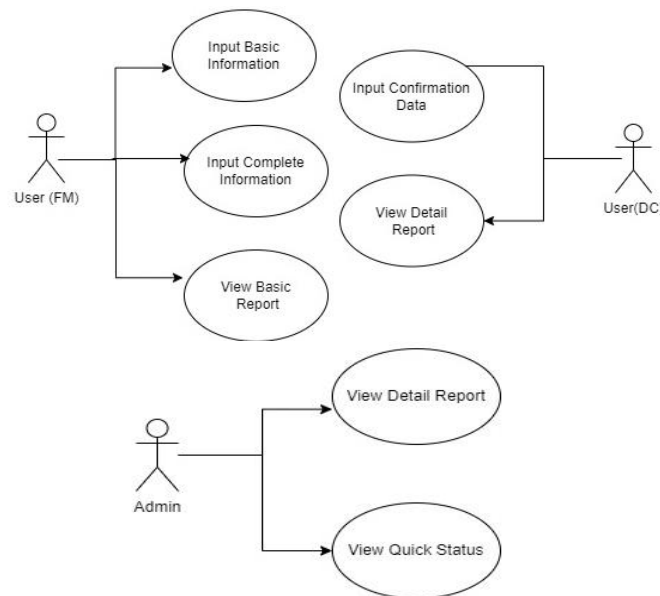 Input Basic
Information
Input Confirmation
Data
Input Complete
Information
User (FM)
View Detail
Report
User(DC
View Basic
Report
View Detail Report
Admin
View Quick Status